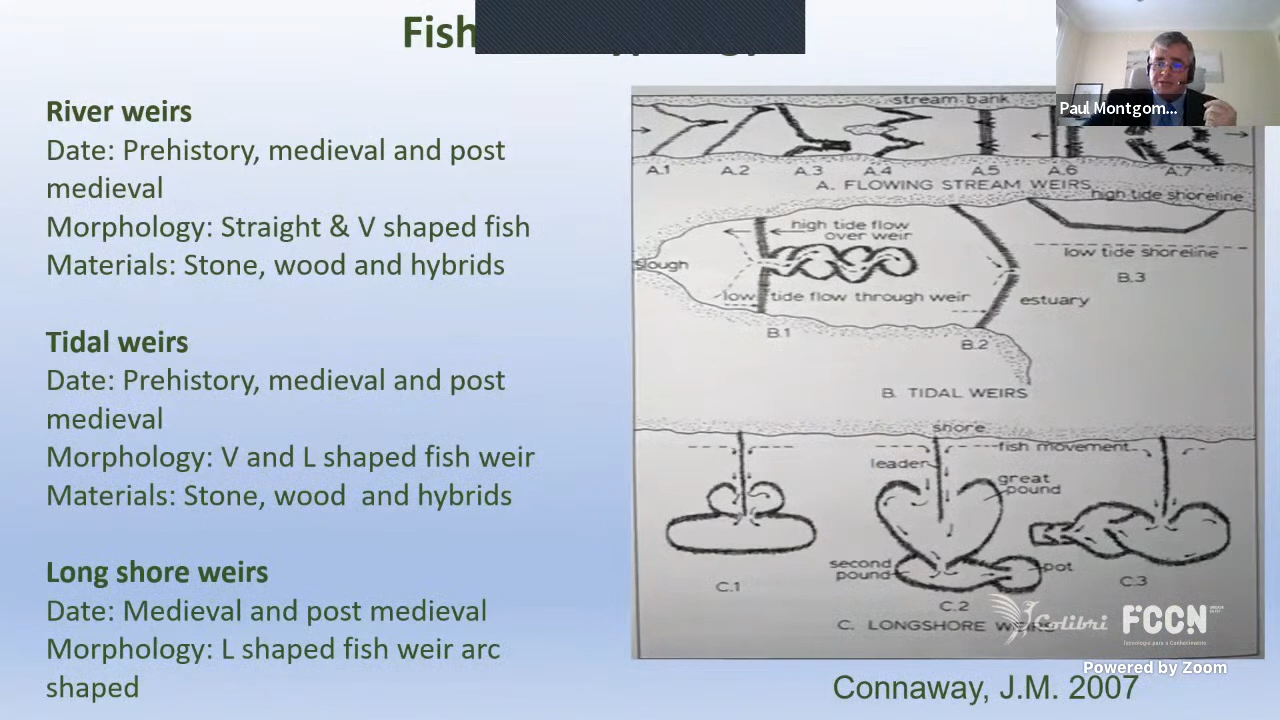 Fish
Paul Montgom...
River weirs
Date: Prehistory, medieval and post
medieval
Morphology: Straight & V shaped fish
Materials: Stone, wood and hybrids
Tidal weirs
Date: Prehistory, medieval and post
medieval
Morphology: V and L shaped fish weir
Materials: Stone, wood and hybrids
Long shore weirs
Date: Medieval and post medieval
Morphology: L shaped fish weir arc
shaped
stream bank
A.1 A.2 A.3 A.4 A.5 A.6 A.7
A. FLOWING STREAM WEIRS
high tide shoreline
high tide flow
over weir
low tide shoreline
slough
B.3
low tide flow through weir
estuary
B.1
B.2
B. TIDAL WEIRS
shore
fish movement
leader
great
pound
second
pound
pot
C.1
C.2
C.3
C. LONGSHORE
Colibri
FCCN
Powered by Zoom
Connaway, J.M. 2007